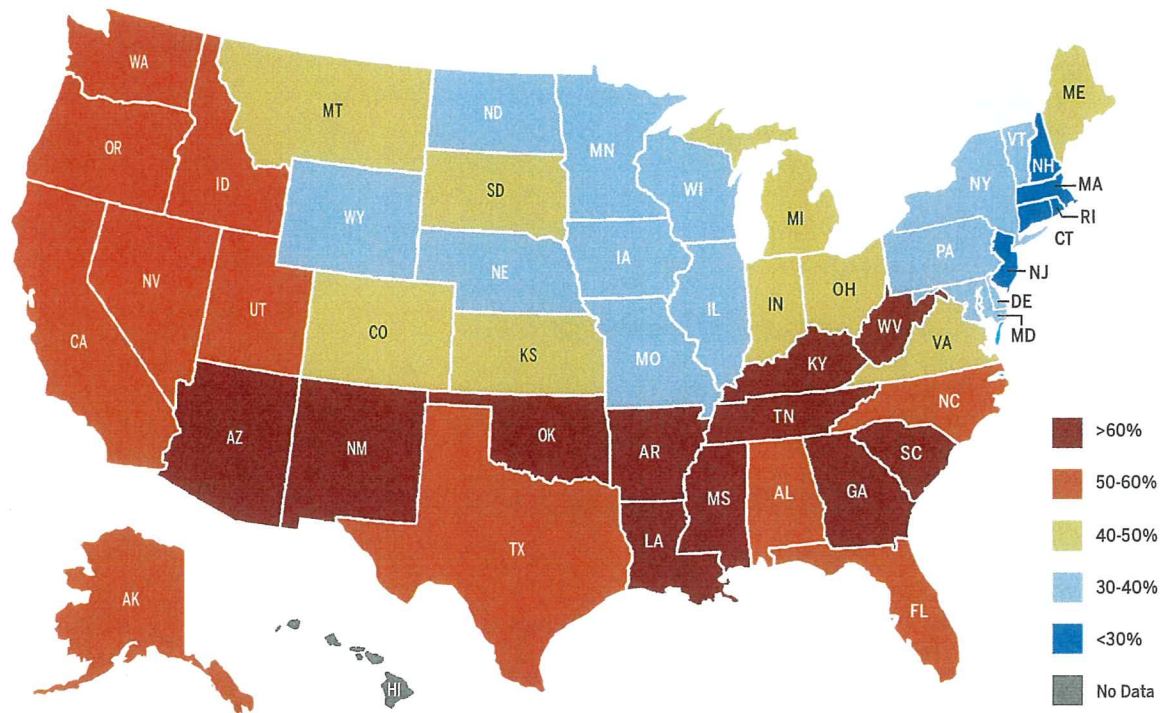 WA
MT
ND
ME
OR
MN
VT
NH
ID
SD
WI
NY
MA
WY
MI
RI
CT
IA
PA
NE
NJ
NV
OH
UT
IL
IN
DE
CO
WV
MD
CA
KS
MO
VA
KY
NC
TN
>60%
AZ
NM
OK
AR
SC
50-60%
MS
AL
GA
40-50%
LA
TX
30-40%
AK
FL
<30%
HI
No Data